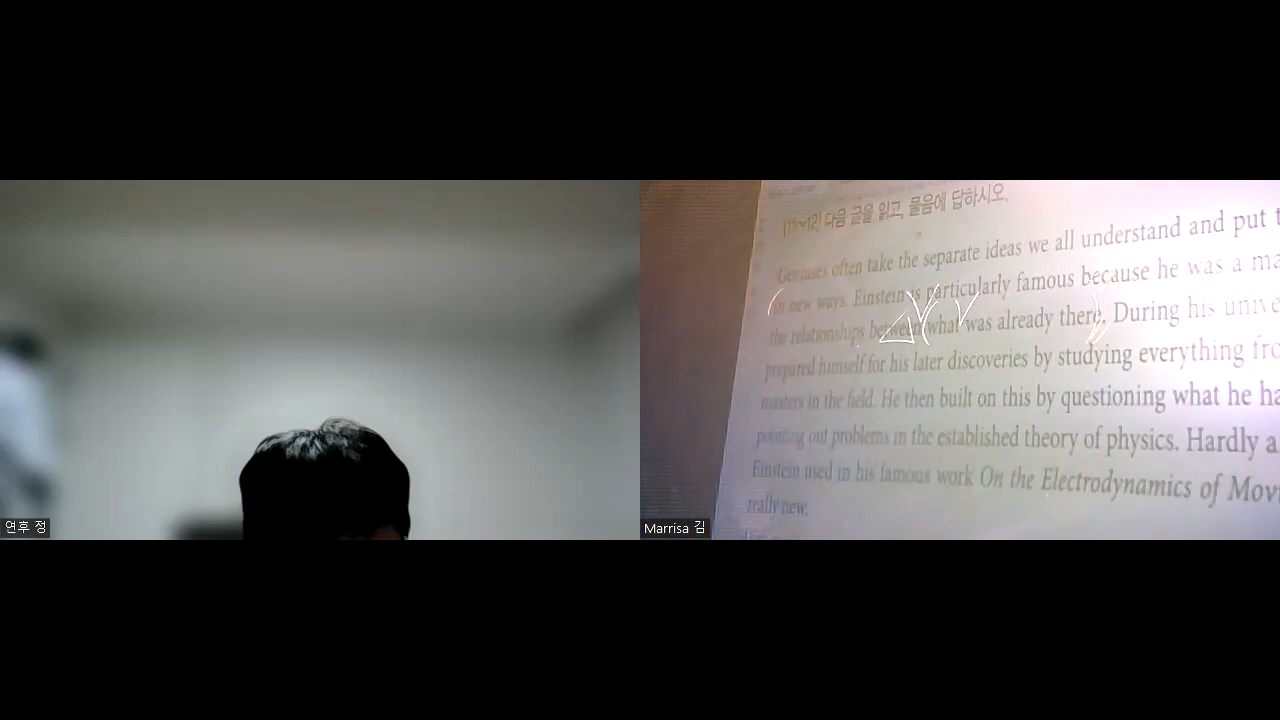 [11~12] 다음 글을 읽고, 물음에 답하시오.
Geniuses often take the separate ideas we all understand and put
in new ways. Einstein is particularly famous because he was a ma
the relationships between what was already there. During his unive
prepared himself for his later discoveries by studying everything fro
masters in the field. He then built on this by questioning what he ha
pointing out problems in the established theory of physics. Hardly a
Einstein used in his famous work On the Electrodynamics of Movi
really new.
연후 정
Marrisa 김